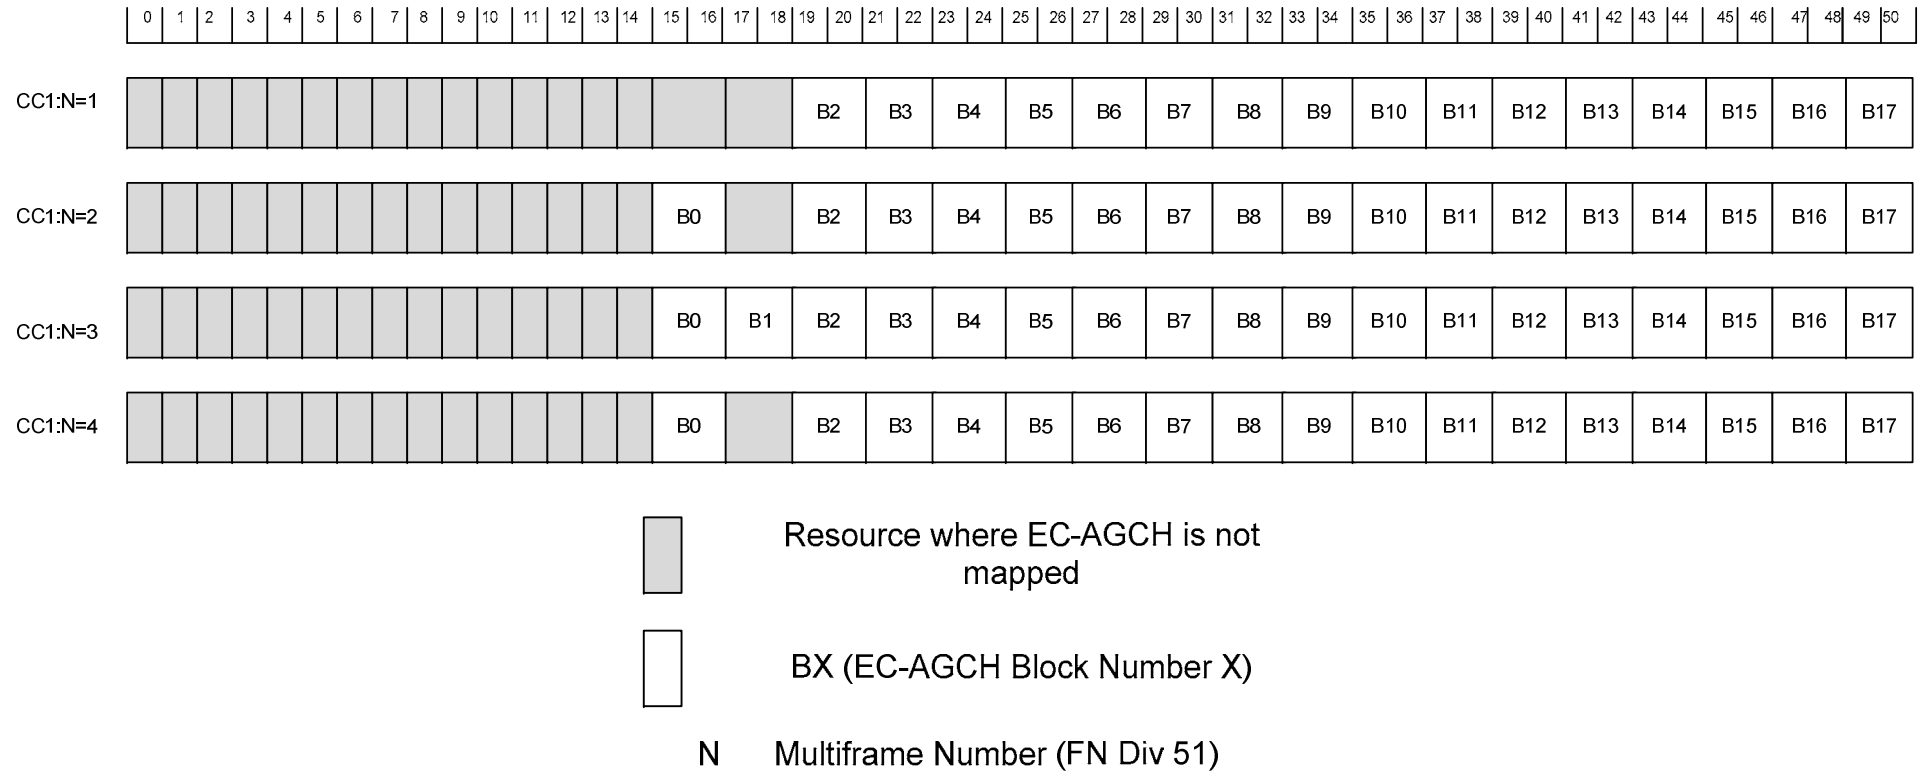 0 1 2 3 4 5 6 7 8 9 10 11 12 13 14 15 16 17 18 19 20 21 22 23 24 25 26 27 28 29 30 31 32 33 34 35 36 37 38 39 40 41 42 43 44 45 46 47 48 49 50
CC1:N=1 B2 B3 B4 B5 B6 B7 B8 B9 B10 B11 B12 B13 B14 B15 B16 B17
CC1:N=2 B0 B2 B3 B4 B5 B6 B7 B8 B9 B10 B11 B12 B13 B14 B15 B16 B17
CC1:N=3 B0 B1 B2 B3 B4 B5 B6 B7 B8 B9 B10 B11 B12 B13 B14 B15 B16 B17
CC1:N=4 B0 B2 B3 B4 B5 B6 B7 B8 B9 B10 B11 B12 B13 B14 B15 B16 B17
Resource where EC-AGCH is not
mapped
BX (EC-AGCH Block Number X)
N Multiframe Number (FN Div 51)